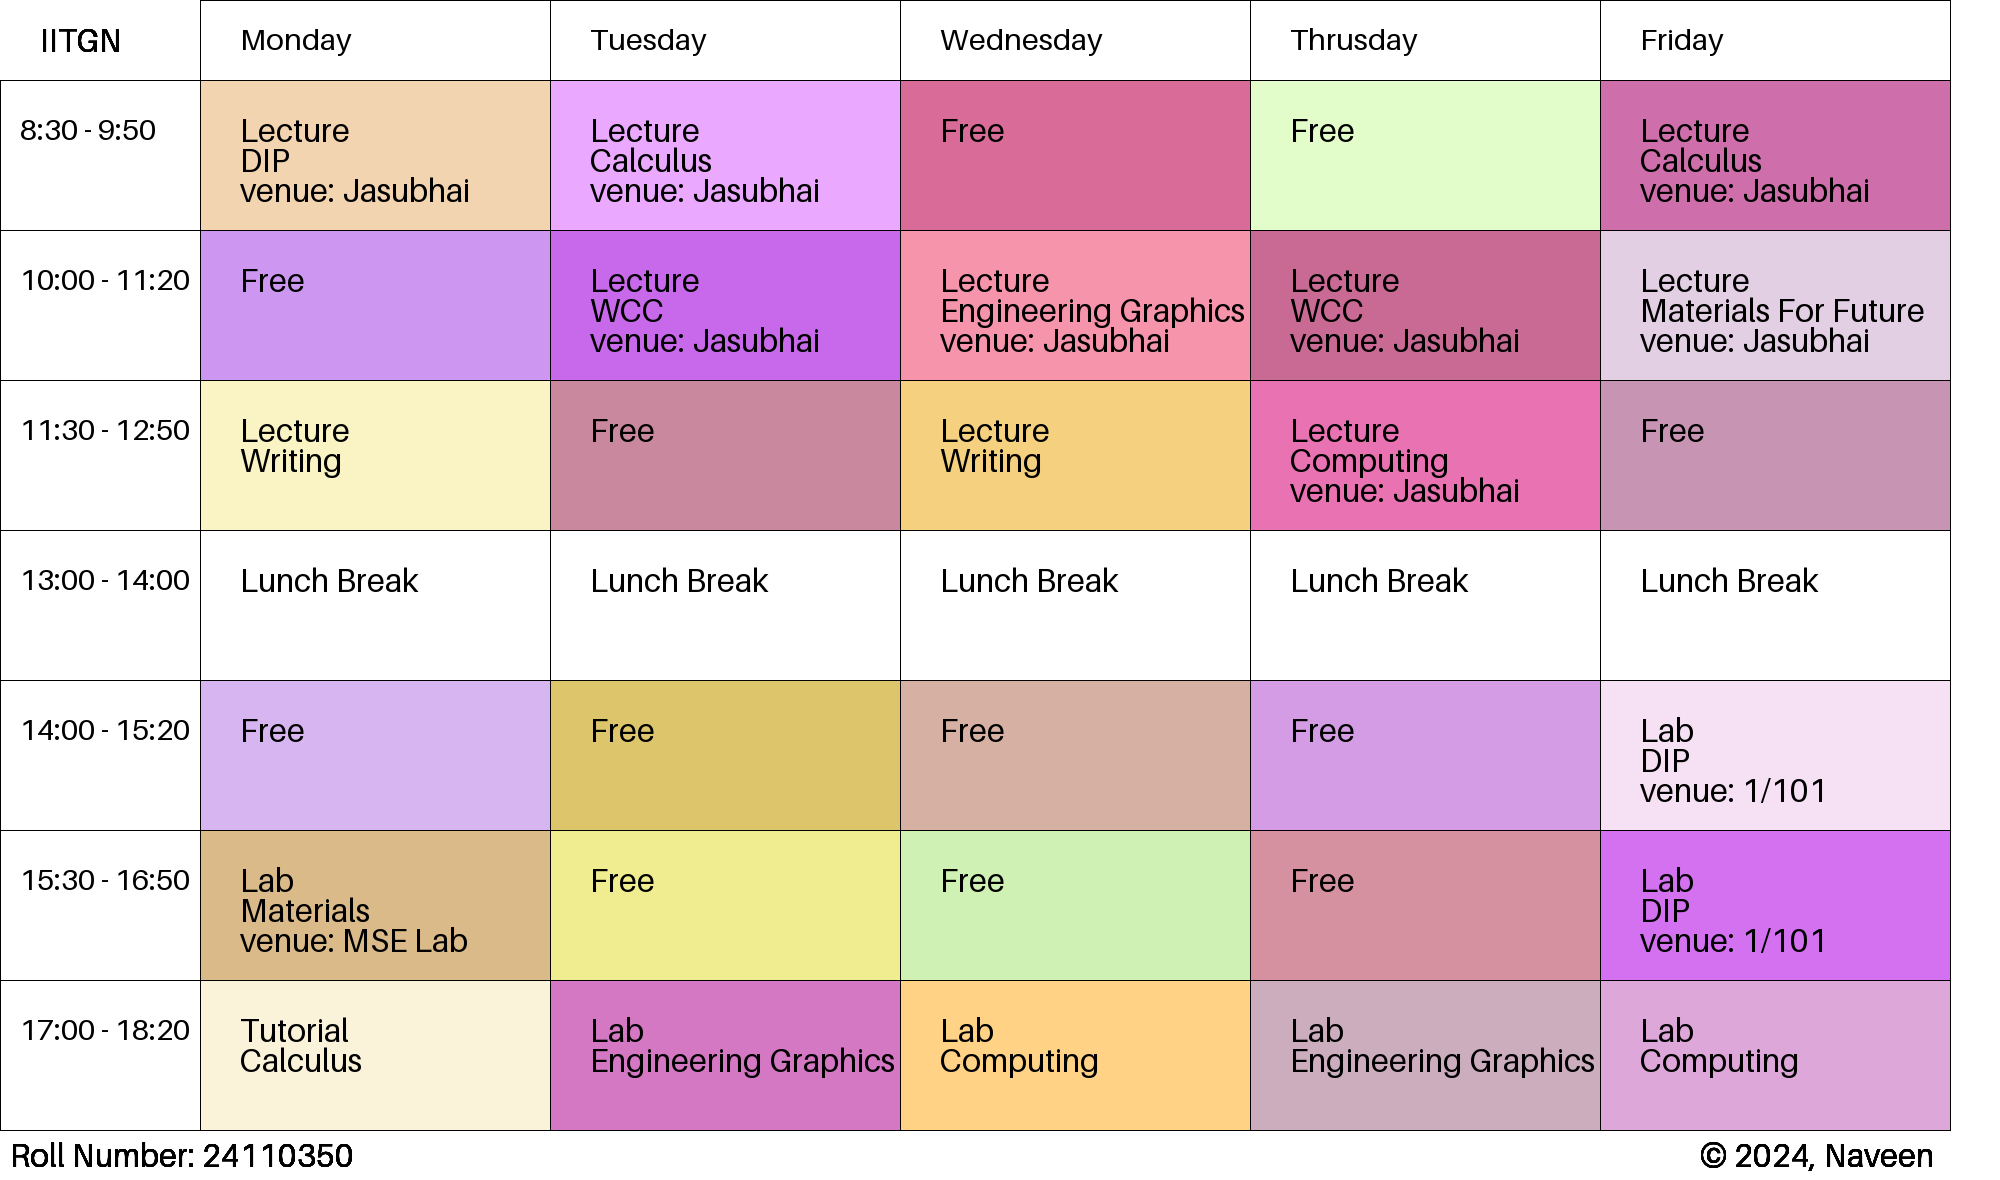 IITGN Monday Tuesday Wednesday Thrusday Friday
8:30 - 9:50
Lecture
DIP
venue: Jasubhai
Lecture
Calculus
venue: Jasubhai
Free
Free
Lecture
Calculus
venue: Jasubhai
10:00 - 11:20
Free
Lecture
WCC
venue: Jasubhai
Lecture
Engineering Graphics
venue: Jasubhai
Lecture
WCC
venue: Jasubhai
Lecture
Materials For Future
venue: Jasubhai
11:30 - 12:50
Lecture
Writing
Free
Lecture
Writing
Lecture
Computing
venue: Jasubhai
Free
13:00 - 14:00
Lunch Break
Lunch Break
Lunch Break
Lunch Break
Lunch Break
14:00 - 15:20
Free
Free
Free
Free
Lab
DIP
venue: 1/101
15:30 - 16:50
Lab
Materials
venue: MSE Lab
Free
Free
Free
Lab
DIP
venue: 1/101
17:00 - 18:20
Tutorial
Calculus
Lab
Engineering Graphics
Lab
Computing
Lab
Engineering Graphics
Lab
Computing
Roll Number: 24110350
© 2024, Naveen